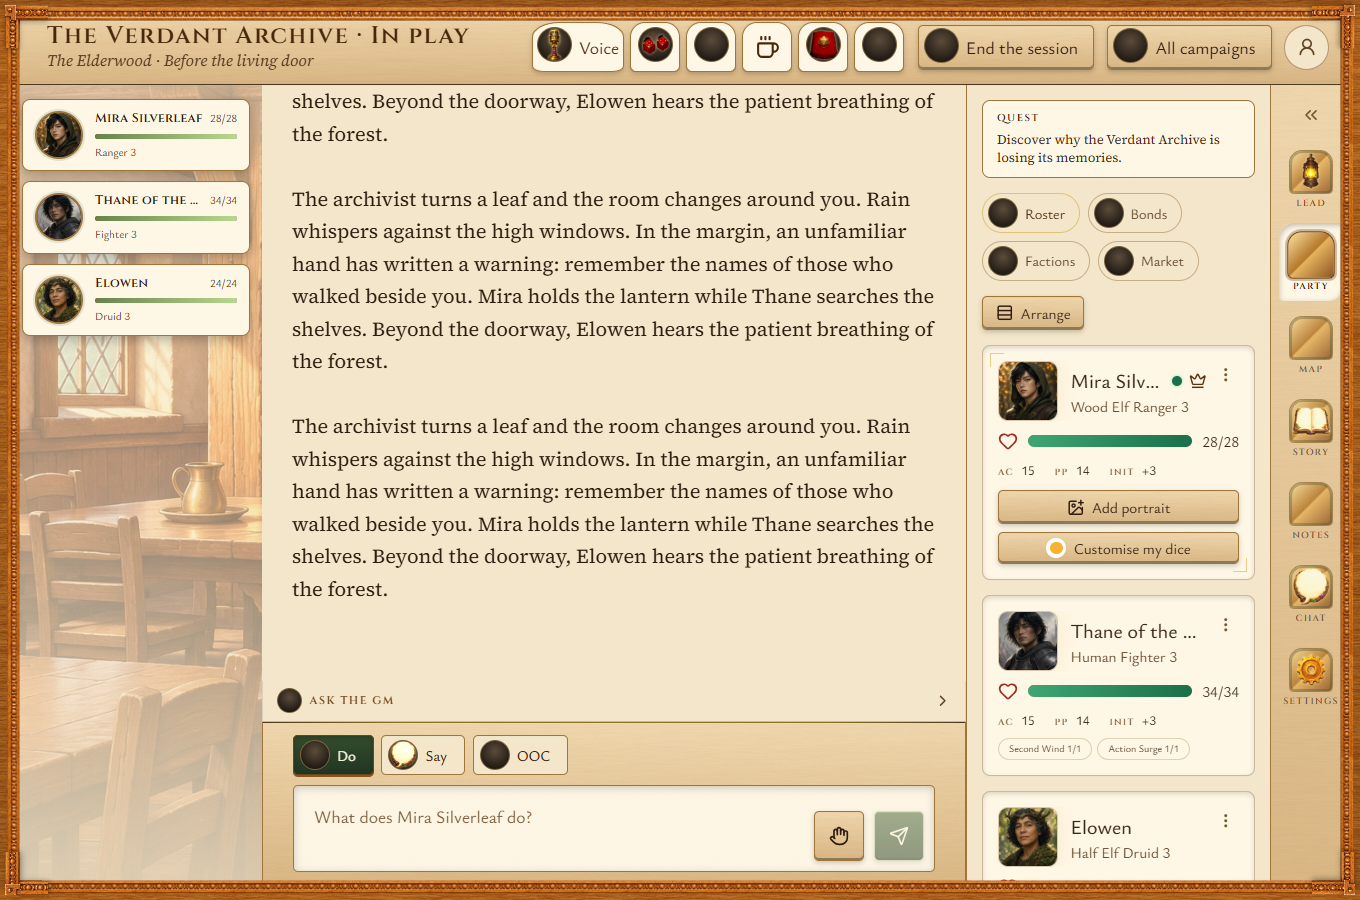 The Verdant Archive · In play
The Elderwood · Before the living door
Voice
End the session
All campaigns
Mira Silverleaf 28/28
Ranger 3
Thane of the ... 34/34
Fighter 3
Elowen 24/24
Druid 3
shelves. Beyond the doorway, Elowen hears the patient breathing of
the forest.
The archivist turns a leaf and the room changes around you. Rain
whispers against the high windows. In the margin, an unfamiliar
hand has written a warning: remember the names of those who
walked beside you. Mira holds the lantern while Thane searches the
shelves. Beyond the doorway, Elowen hears the patient breathing of
the forest.
The archivist turns a leaf and the room changes around you. Rain
whispers against the high windows. In the margin, an unfamiliar
hand has written a warning: remember the names of those who
walked beside you. Mira holds the lantern while Thane searches the
shelves. Beyond the doorway, Elowen hears the patient breathing of
the forest.
ASK THE GM
Do
Say
OOC
What does Mira Silverleaf do?
QUEST
Discover why the Verdant Archive is
losing its memories.
Roster
Bonds
Factions
Market
Arrange
Mira Silv...
Wood Elf Ranger 3
28/28
AC 15 PP 14 INIT +3
Add portrait
Customise my dice
Thane of the ...
Human Fighter 3
34/34
AC 15 PP 14 INIT +3
Second Wind 1/1
Action Surge 1/1
Elowen
Half Elf Druid 3
LEAD
PARTY
MAP
STORY
NOTES
CHAT
SETTINGS